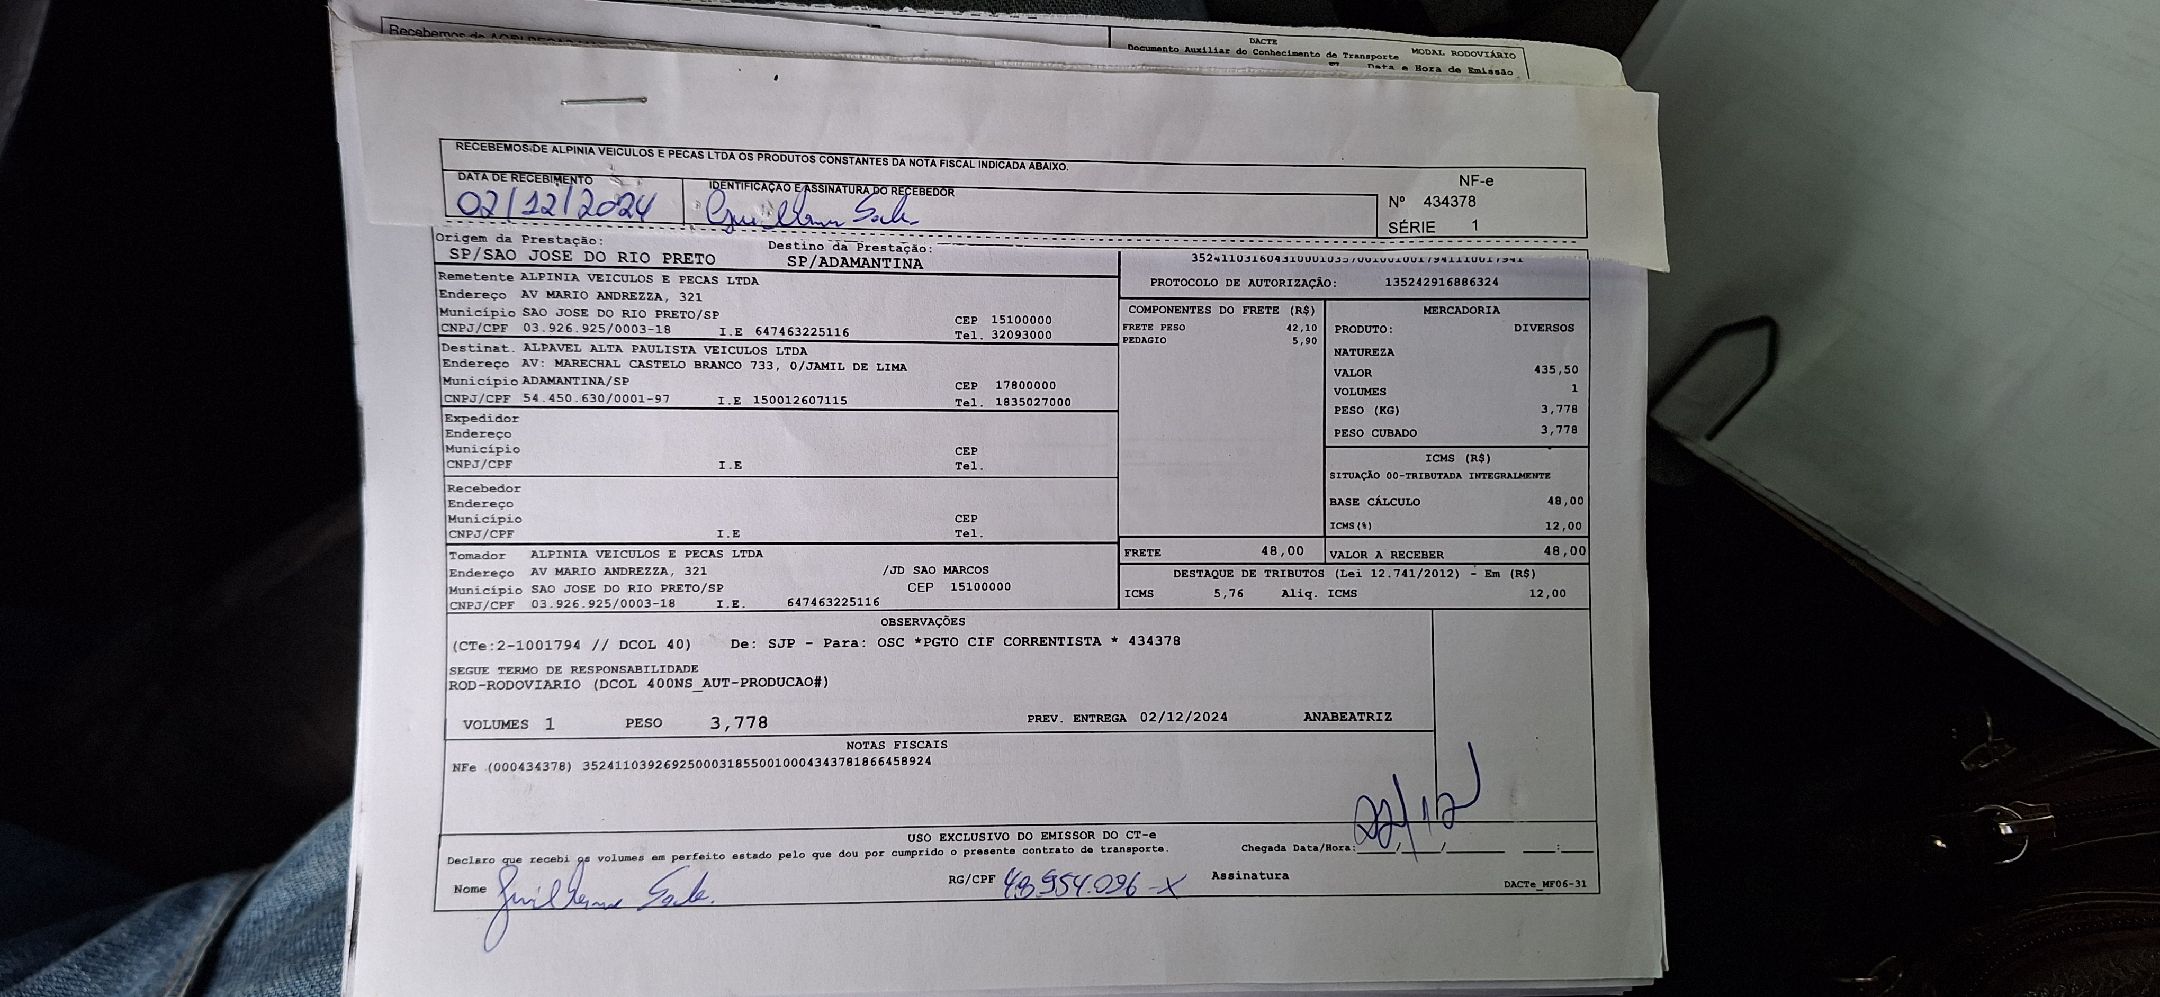 Recebemos de
DACTE
Documento Auxiliar do Conhecimento de Transporte
MODAL RODOVIÁRIO
Data e Hora de Emissão
RECEBEMOS DE ALPINIA VEICULOS E PECAS LTDA OS PRODUTOS CONSTANTES DA NOTA FISCAL INDICADA ABAIXO.
DATA DE RECEBIMENTO
02/12/2024
IDENTIFICAÇÃO E ASSINATURA DO RECEBEDOR
NF-e
Nº 434378
SÉRIE 1
Origem da Prestação:
SP/SAO JOSE DO RIO PRETO
Destino da Prestação:
SP/ADAMANTINA
Remetente ALPINIA VEICULOS E PECAS LTDA
Endereço AV MARIO ANDREZZA, 321
Município SAO JOSE DO RIO PRETO/SP CEP 15100000
CNPJ/CPF 03.926.925/0003-18 I.E 647463225116 Tel. 32093000
Destinat. ALPAVEL ALTA PAULISTA VEICULOS LTDA
Endereço AV: MARECHAL CASTELO BRANCO 733, 0/JAMIL DE LIMA
Município ADAMANTINA/SP CEP 17800000
CNPJ/CPF 54.450.630/0001-97 I.E 150012607115 Tel. 1835027000
Expedidor
Endereço
Município CEP
CNPJ/CPF I.E Tel.
Recebedor
Endereço
Município CEP
CNPJ/CPF I.E Tel.
Tomador ALPINIA VEICULOS E PECAS LTDA
Endereço AV MARIO ANDREZZA, 321 /JD SAO MARCOS
Município SAO JOSE DO RIO PRETO/SP CEP 15100000
CNPJ/CPF 03.926.925/0003-18 I.E. 647463225116
PROTOCOLO DE AUTORIZAÇÃO: 135242916886324
COMPONENTES DO FRETE (R$)
FRETE PESO 42,10
PEDAGIO 5,90
MERCADORIA
PRODUTO: DIVERSOS
NATUREZA
VALOR 435,50
VOLUMES 1
PESO (KG) 3,778
PESO CUBADO 3,778
ICMS (R$)
SITUAÇÃO 00-TRIBUTADA INTEGRALMENTE
BASE CÁLCULO 48,00
ICMS(%) 12,00
FRETE 48,00
VALOR A RECEBER 48,00
DESTAQUE DE TRIBUTOS (Lei 12.741/2012) - Em (R$)
ICMS 5,76 Aliq. ICMS 12,00
OBSERVAÇÕES
(CTe:2-1001794 // DCOL 40) De: SJP - Para: OSC *PGTO CIF CORRENTISTA * 434378
SEGUE TERMO DE RESPONSABILIDADE
ROD-RODOVIARIO (DCOL 400NS_AUT-PRODUCAO#)
VOLUMES 1 PESO 3,778 PREV. ENTREGA 02/12/2024 ANABEATRIZ
NOTAS FISCAIS
NFe (000434378) 35241103926925000318550010004343781866458924
USO EXCLUSIVO DO EMISSOR DO CT-e
Declaro que recebi os volumes em perfeito estado pelo que dou por cumprido o presente contrato de transporte.
Chegada Data/Hora: __/__/____ __:__
Nome Guilherme
RG/CPF 43.954.096-X
Assinatura
DACTe_MF06-31